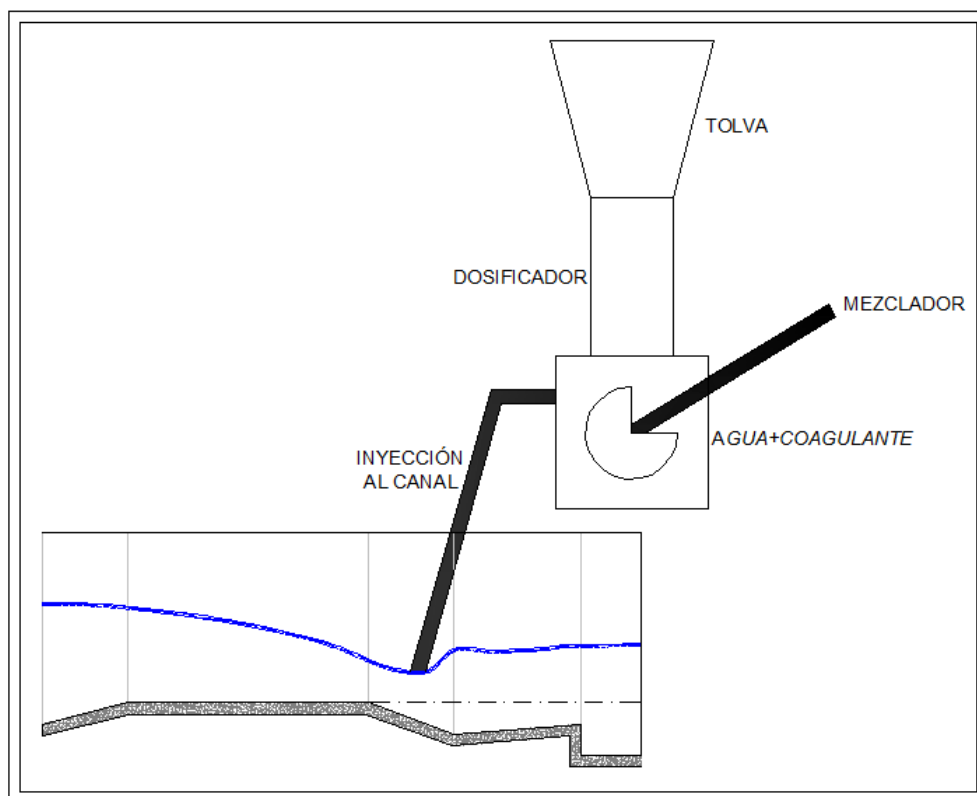 TOLVA
DOSIFICADOR
MEZCLADOR
AGUA+COAGULANTE
INYECCIÓN
AL CANAL